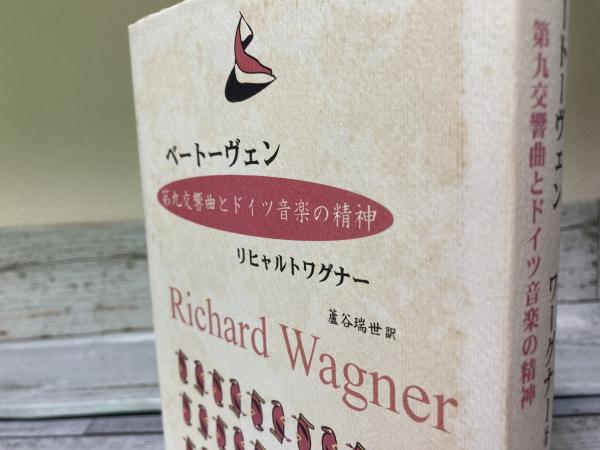 ベートーヴェン
第九交響曲とドイツ音楽の精神
リヒャルトワグナー
蘆谷瑞世訳
Richard Wagner
ートーヴェン ワーグナー
第九交響曲とドイツ音楽の精神